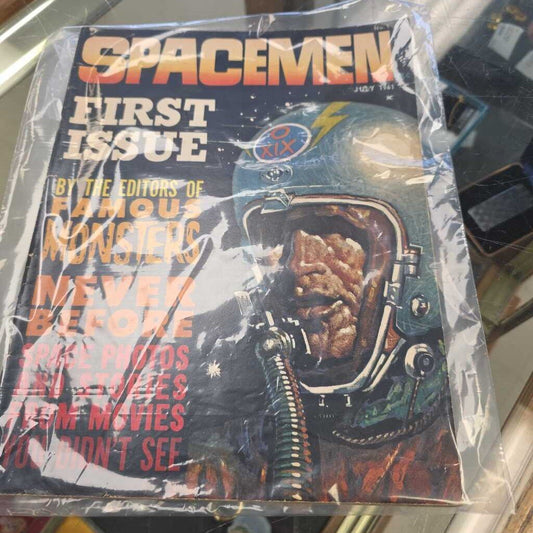 SPACEMEN
JULY 1961
FIRST
ISSUE
O
KIX
BY THE EDITORS OF
FAMOUS
MONSTERS
NEVER
BEFORE
SPACE PHOTOS
AND STORIES
FROM MOVIES
YOU DIDN'T SEE